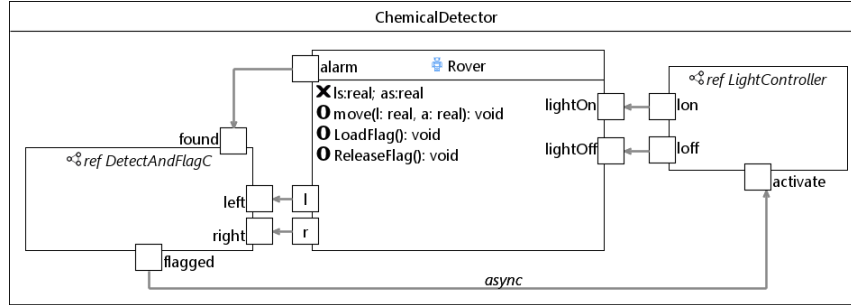 ChemicalDetector
alarm
Rover
ls:real; as:real
move(l: real, a: real): void
LoadFlag(): void
ReleaseFlag(): void
lightOn
lightOff
ref LightController
lon
loff
activate
found
ref DetectAndFlagC
left
right
l
r
flagged
async